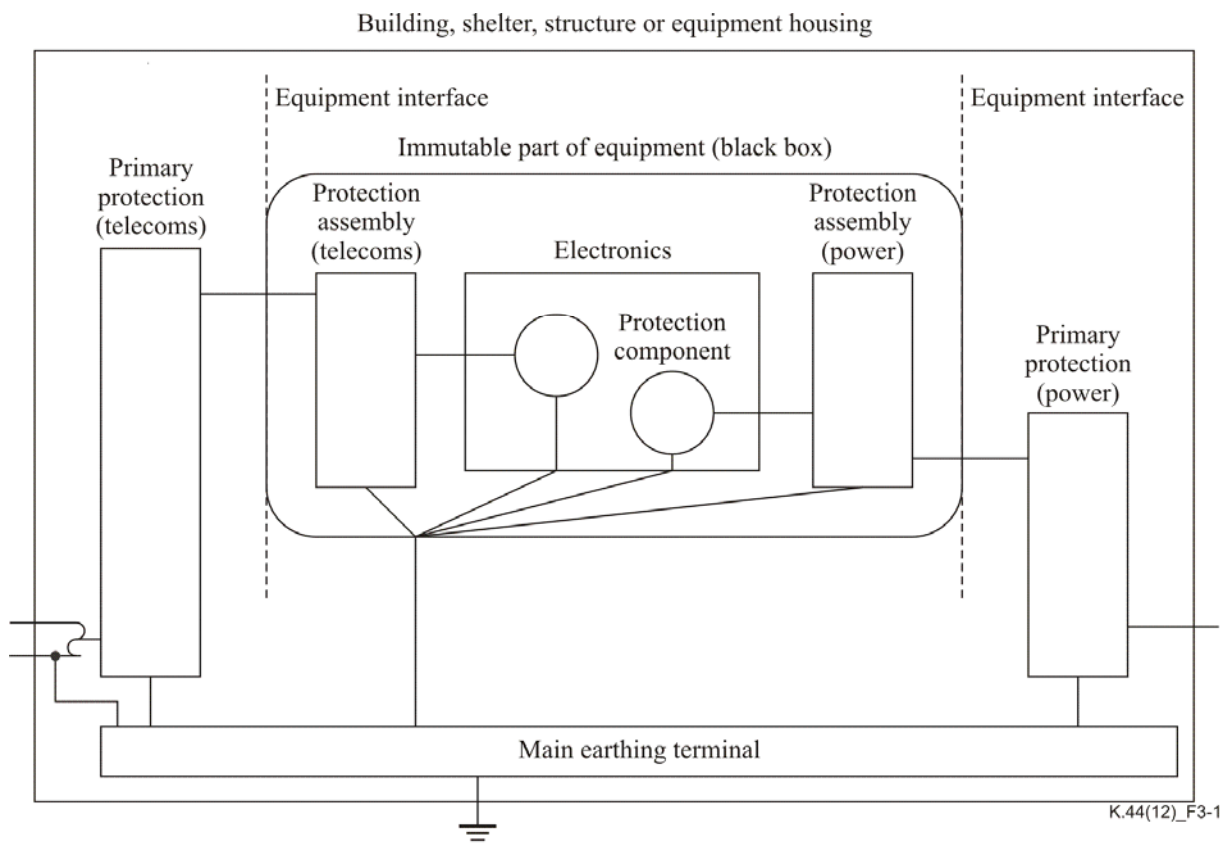 Building, shelter, structure or equipment housing
Equipment interface
Equipment interface
Immutable part of equipment (black box)
Primary
protection
(telecoms)
Protection
assembly
(telecoms)
Electronics
Protection
component
Protection
assembly
(power)
Primary
protection
(power)
Main earthing terminal
K.44(12)_F3-1